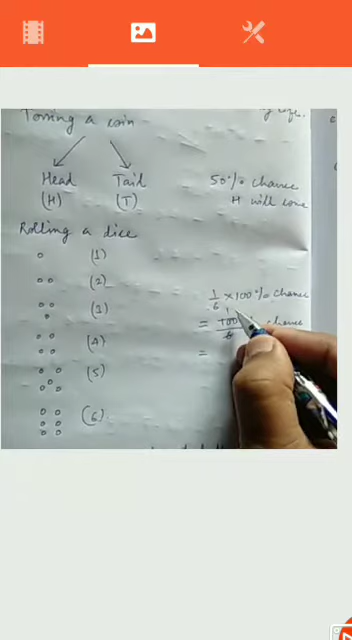 Tossing a coin
Head Tail
(H) (T)
50% chance
H will come
Rolling a dice
(1)
(2)
(3)
(4)
(5)
(6)
1/6 × 100% chance
= 100/6 % chance
=